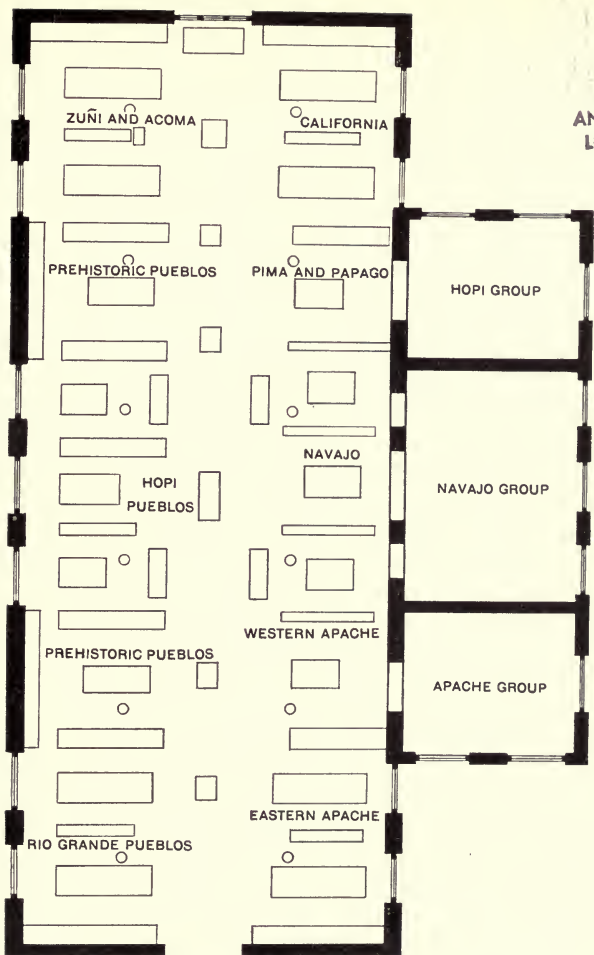 ZUÑI AND ACOMA
CALIFORNIA
PREHISTORIC PUEBLOS
PIMA AND PAPAGO
HOPI GROUP
HOPI
PUEBLOS
NAVAJO
NAVAJO GROUP
WESTERN APACHE
PREHISTORIC PUEBLOS
APACHE GROUP
EASTERN APACHE
RIO GRANDE PUEBLOS